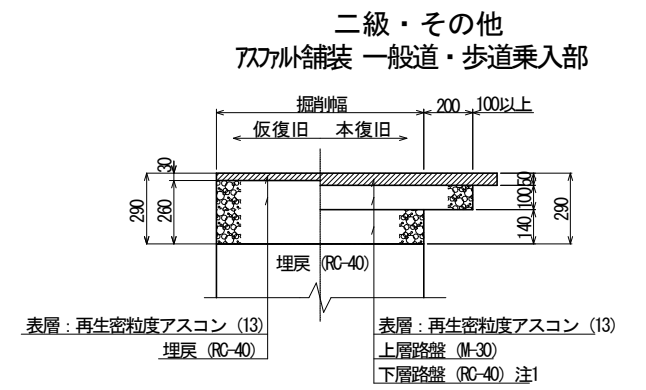 二級・その他
ｱｽﾌｧﾙﾄ舗装 一般道・歩道乗入部
掘削幅
200
100以上
仮復旧
本復旧
30
290
260
50
100
140
290
埋戻 (RC-40)
表層：再生密粒度アスコン (13)
埋戻 (RC-40)
表層：再生密粒度アスコン (13)
上層路盤 (M-30)
下層路盤 (RC-40) 注1